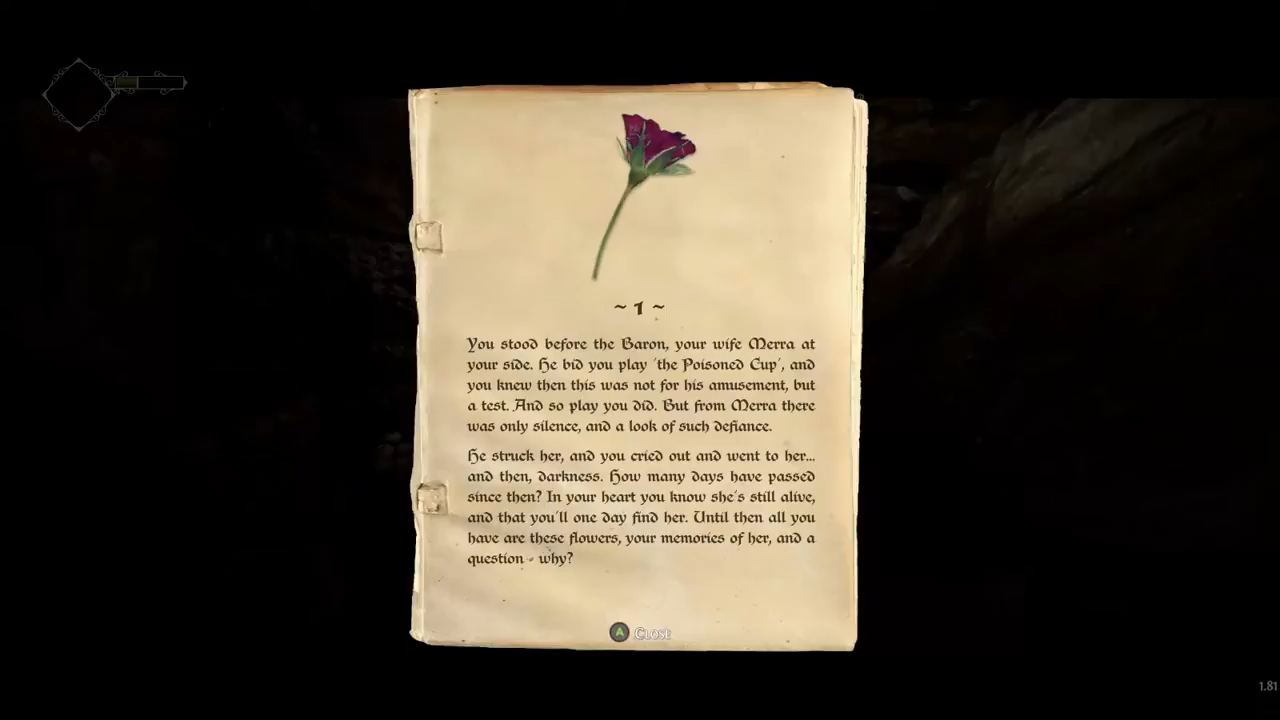 ~ 1 ~
You stood before the Baron, your wife Merra at
your side. He bid you play 'the Poisoned Cup', and
you knew then this was not for his amusement, but
a test. And so play you did. But from Merra there
was only silence, and a look of such defiance.
He struck her, and you cried out and went to her...
and then, darkness. How many days have passed
since then? In your heart you know she's still alive,
and that you'll one day find her. Until then all you
have are these flowers, your memories of her, and a
question - why?
A Close
1.81